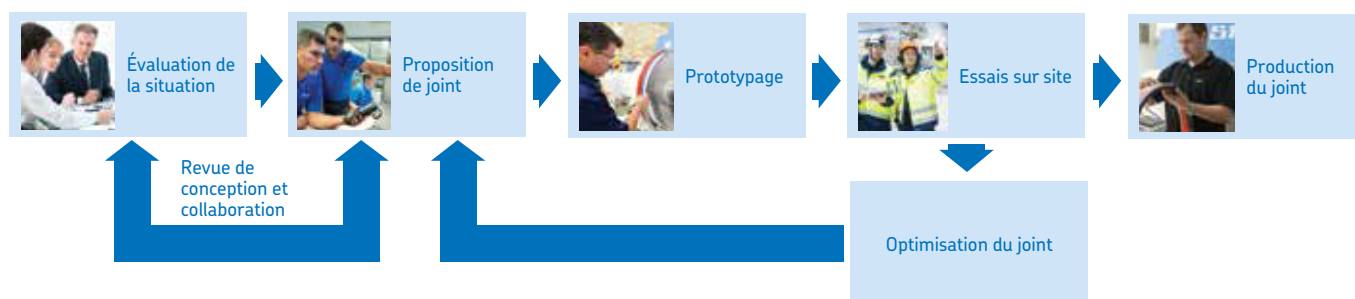 Évaluation de
la situation
Proposition
de joint
Prototypage
Essais sur site
Production
du joint
Revue de
conception et
collaboration
Optimisation du joint